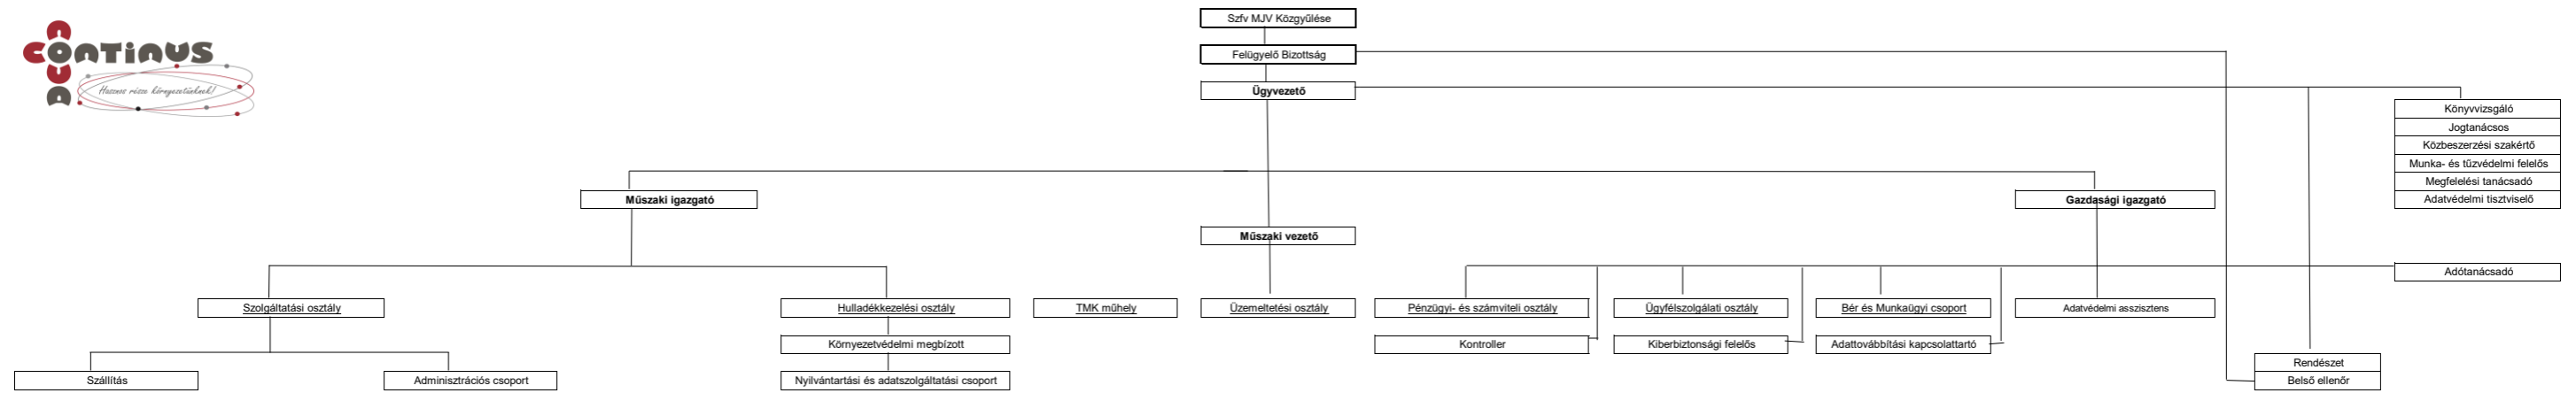 Szfv MJV Közgyűlése
CONTINUS
AQUA
Hasznos része környezetünknek!
Felügyelő Bizottság
Ügyvezető
Könyvvizsgáló
Jogtanácsos
Közbeszerzési szakértő
Munka- és tűzvédelmi felelős
Megfelelési tanácsadó
Adatvédelmi tisztviselő
Műszaki igazgató
Gazdasági igazgató
Műszaki vezető
Adótanácsadó
Szolgáltatási osztály
Hulladékkezelési osztály
TMK műhely
Üzemeltetési osztály
Pénzügyi- és számviteli osztály
Ügyfélszolgálati osztály
Bér és Munkaügyi csoport
Adatvédelmi asszisztens
Környezetvédelmi megbízott
Kontroller
Kiberbiztonsági felelős
Adattovábbítási kapcsolattartó
Rendészet
Szállítás
Adminisztrációs csoport
Nyilvántartási és adatszolgáltatási csoport
Belső ellenőr